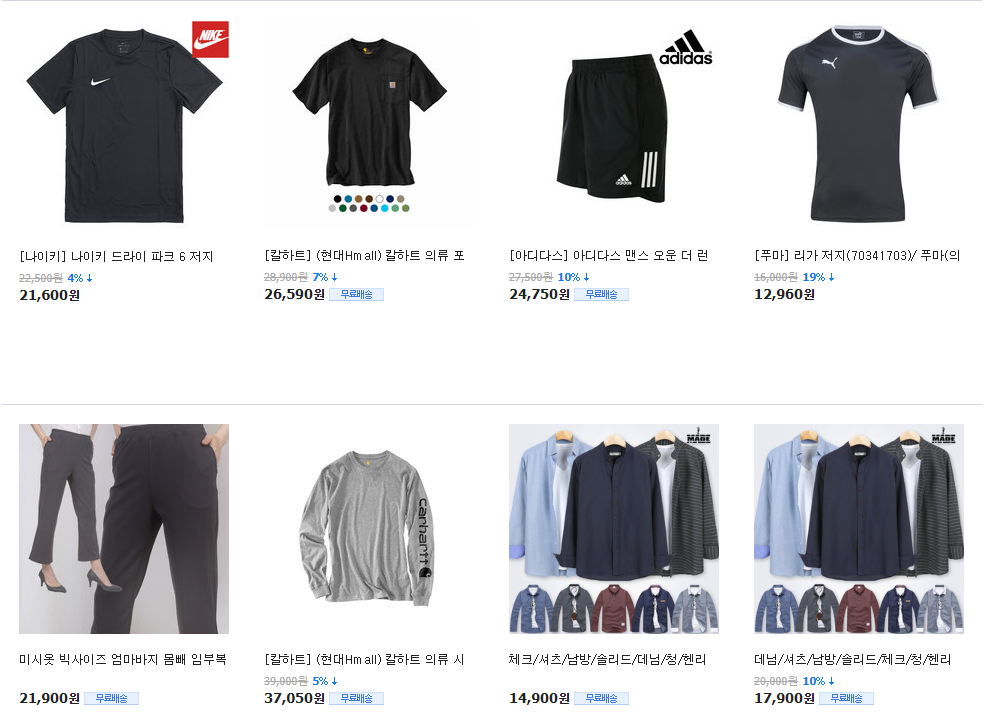 NIKE
adidas
adidas
[나이키] 나이키 드라이 파크 6 저지
22,500원 4%↓
21,600원
[칼하트] (현대Hmall) 칼하트 의류 포
28,900원 7%↓
26,590원 무료배송
[아디다스] 아디다스 맨스 오운 더 런
27,500원 10%↓
24,750원 무료배송
[푸마] 리가 저지(70341703)/ 푸마(의
16,000원 19%↓
12,960원
carhartt
MADE
MADE
미시옷 빅사이즈 엄마바지 몸빼 임부복
21,900원 무료배송
[칼하트] (현대Hmall) 칼하트 의류 시
39,000원 5%↓
37,050원 무료배송
체크/셔츠/남방/솔리드/데님/청/헨리
14,900원 무료배송
데님/셔츠/남방/솔리드/체크/청/헨리
20,000원 10%↓
17,900원 무료배송